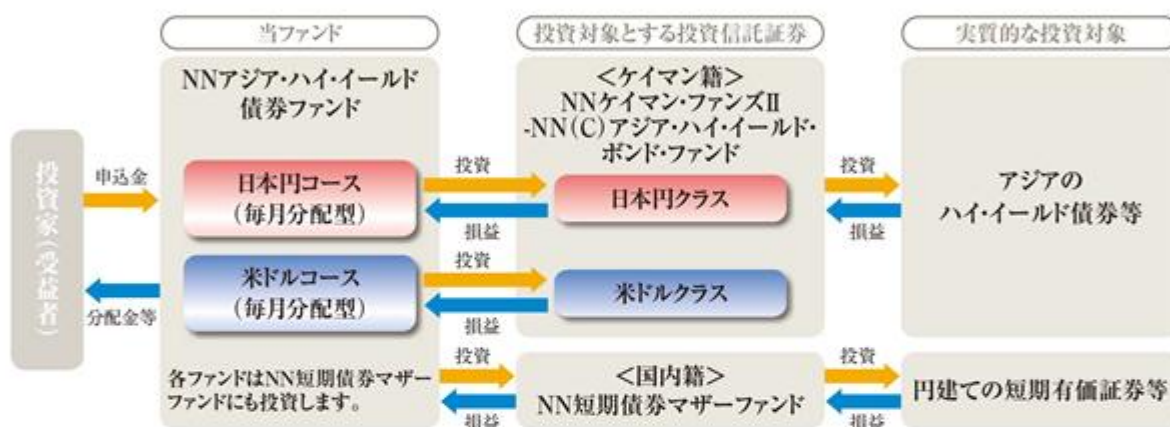 当ファンド
投資対象とする投資信託証券
実質的な投資対象
投資家(受益者)
申込金
分配金等
NNアジア・ハイ・イールド
債券ファンド
日本円コース
(毎月分配型)
米ドルコース
(毎月分配型)
各ファンドはNN短期債券マザー
ファンドにも投資します。
投資
損益
投資
損益
投資
損益
<ケイマン籍>
NNケイマン・ファンズⅡ
-NN(C)アジア・ハイ・イールド・
ボンド・ファンド
日本円クラス
米ドルクラス
<国内籍>
NN短期債券マザーファンド
投資
損益
投資
損益
アジアの
ハイ・イールド債券等
円建ての短期有価証券等